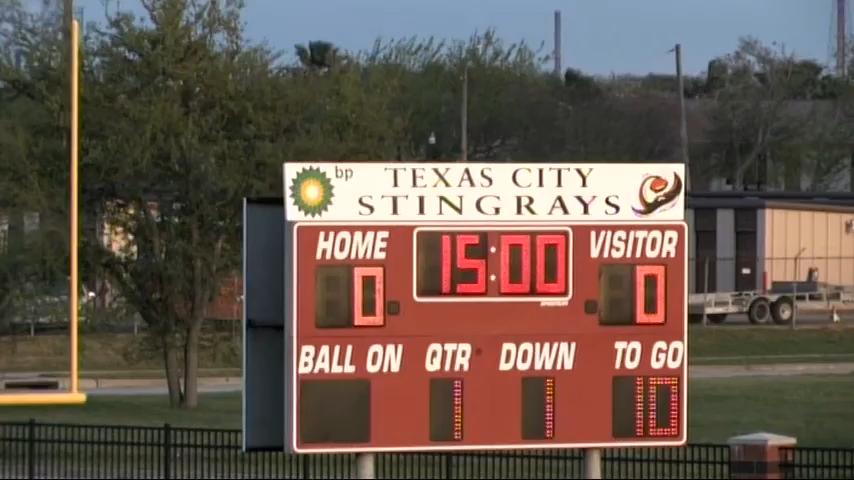 bp
TEXAS CITY
STINGRAYS
HOME 15:00 VISITOR
0 0
BALL ON QTR DOWN TO GO
1 1 10